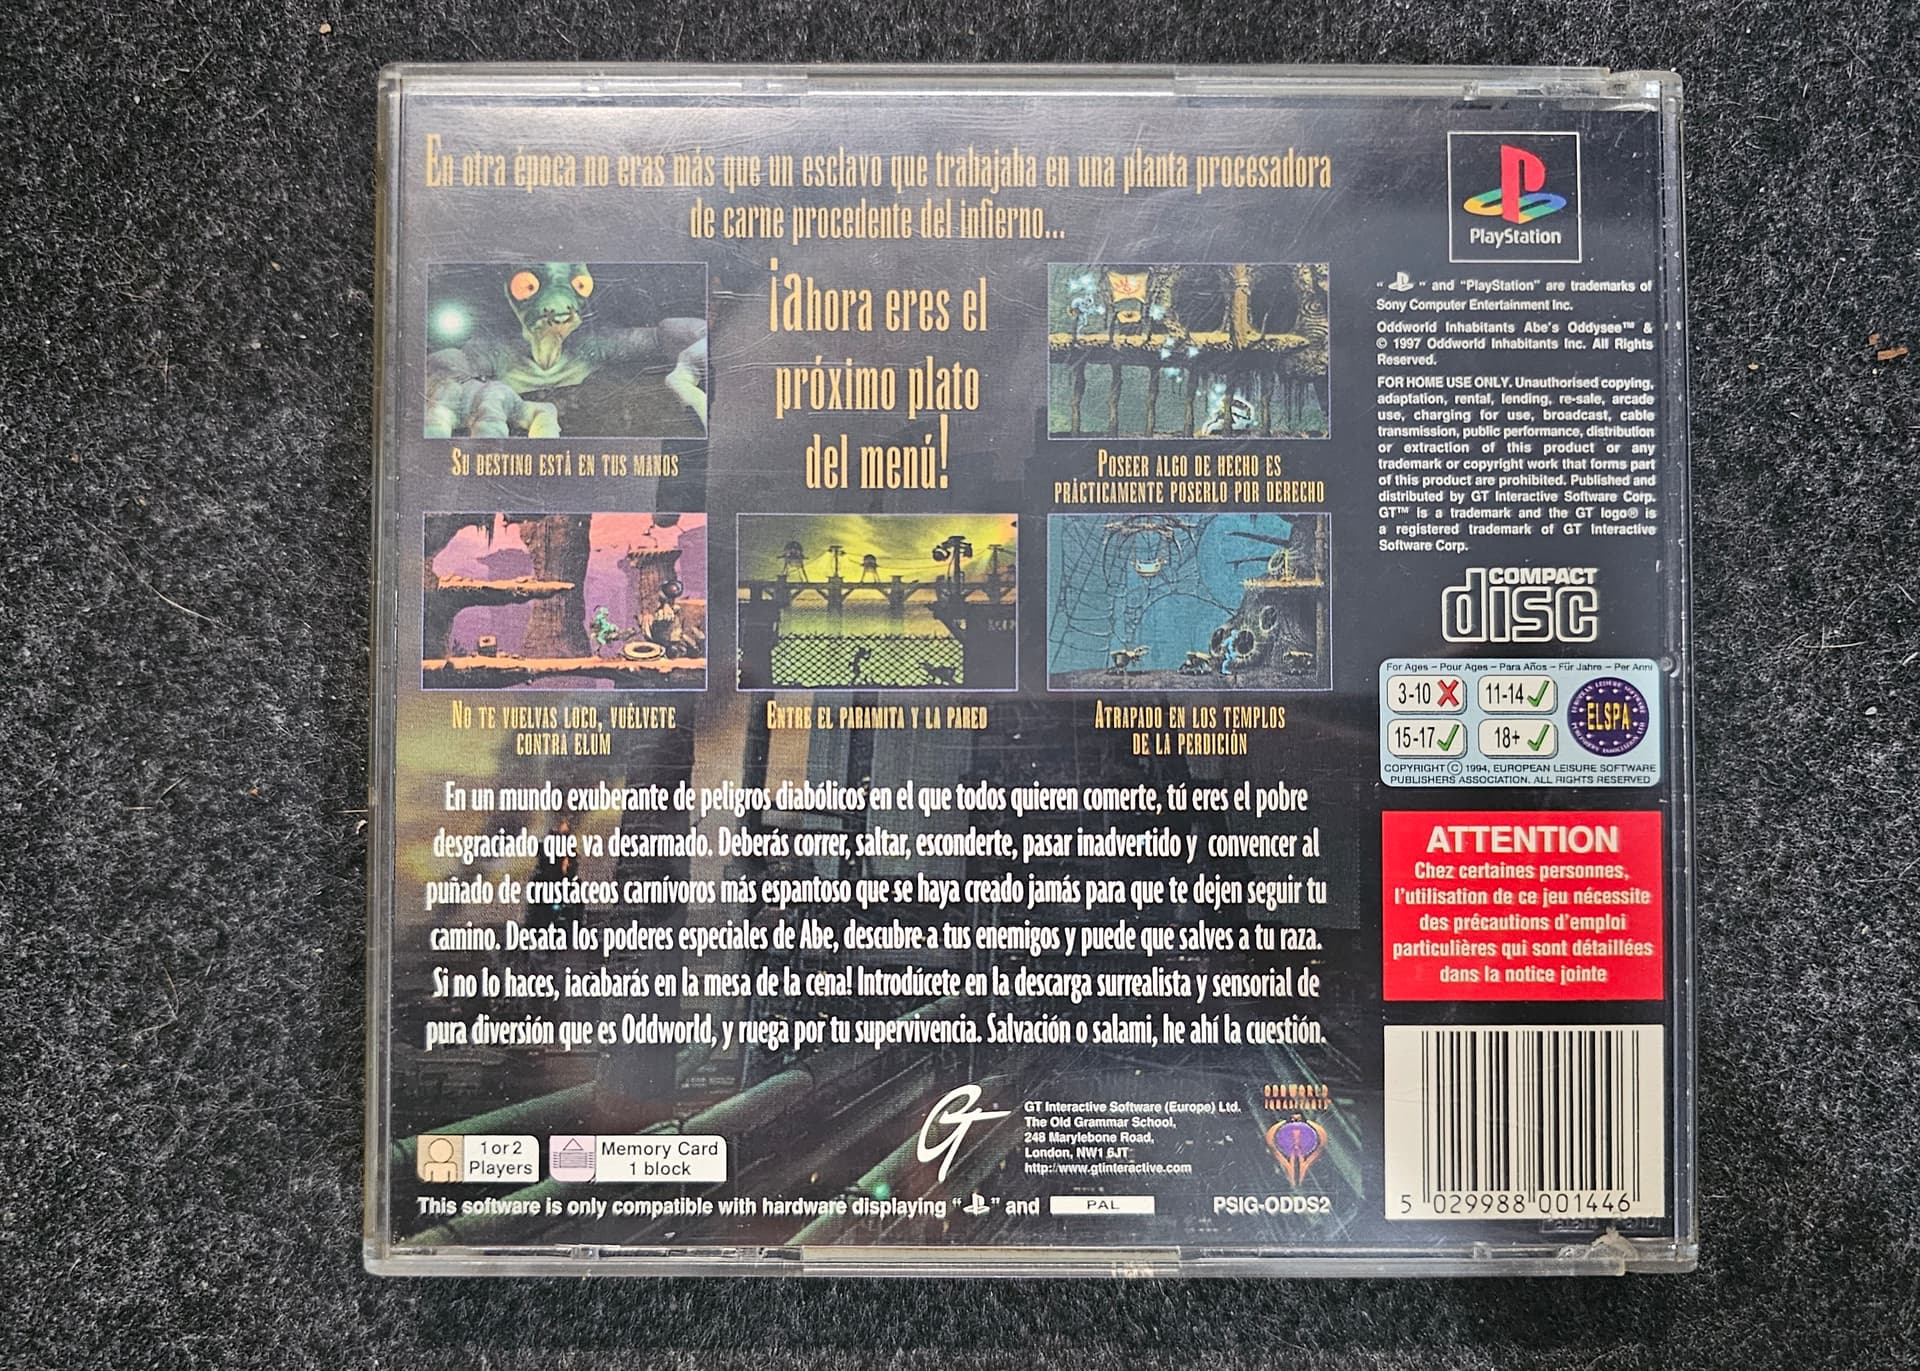 En otra época no eras más que un esclavo que trabajaba en una planta procesadora
de carne procedente del infierno...
¡ahora eres el
próximo plato
del menú!
Su destino está en tus manos
Poseer algo de hecho es
prácticamente poserlo por derecho
No te vuelvas loco, vuélvete
contra elum
Entre el paramita y la pared
Atrapado en los templos
de la perdición
En un mundo exuberante de peligros diabólicos en el que todos quieren comerte, tú eres el pobre
desgraciado que va desarmado. Deberás correr, saltar, esconderte, pasar inadvertido y convencer al
puñado de crustáceos carnívoros más espantoso que se haya creado jamás para que te dejen seguir tu
camino. Desata los poderes especiales de Abe, descubre a tus enemigos y puede que salves a tu raza.
Si no lo haces, ¡acabarás en la mesa de la cena! Introdúcete en la descarga surrealista y sensorial de
pura diversión que es Oddworld, y ruega por tu supervivencia. Salvación o salami, he ahí la cuestión.
1 or 2
Players
Memory Card
1 block
GT
GT Interactive Software (Europe) Ltd.
The Old Grammar School,
248 Marylebone Road,
London, NW1 6JT
http://www.gtinteractive.com
ODDWORLD
INHABITANTS
This software is only compatible with hardware displaying " " and PAL
PSIG-ODDS2
PlayStation
" " and "PlayStation" are trademarks of
Sony Computer Entertainment Inc.
Oddworld Inhabitants Abe's Oddysee™ &
© 1997 Oddworld Inhabitants Inc. All Rights
Reserved.
FOR HOME USE ONLY. Unauthorised copying,
adaptation, rental, lending, re-sale, arcade
use, charging for use, broadcast, cable
transmission, public performance, distribution
or extraction of this product or any
trademark or copyright work that forms part
of this product are prohibited. Published and
distributed by GT Interactive Software Corp.
GT™ is a trademark and the GT logo® is
a registered trademark of GT Interactive
Software Corp.
COMPACT
disc
For Ages – Pour Ages – Para Años – Für Jahre – Per Anni
3-10 11-14
15-17 18+
ELSPA
COPYRIGHT © 1994, EUROPEAN LEISURE SOFTWARE
PUBLISHERS ASSOCIATION. ALL RIGHTS RESERVED
ATTENTION
Chez certaines personnes,
l'utilisation de ce jeu nécessite
des précautions d'emploi
particulières qui sont détaillées
dans la notice jointe
5 029988 001446